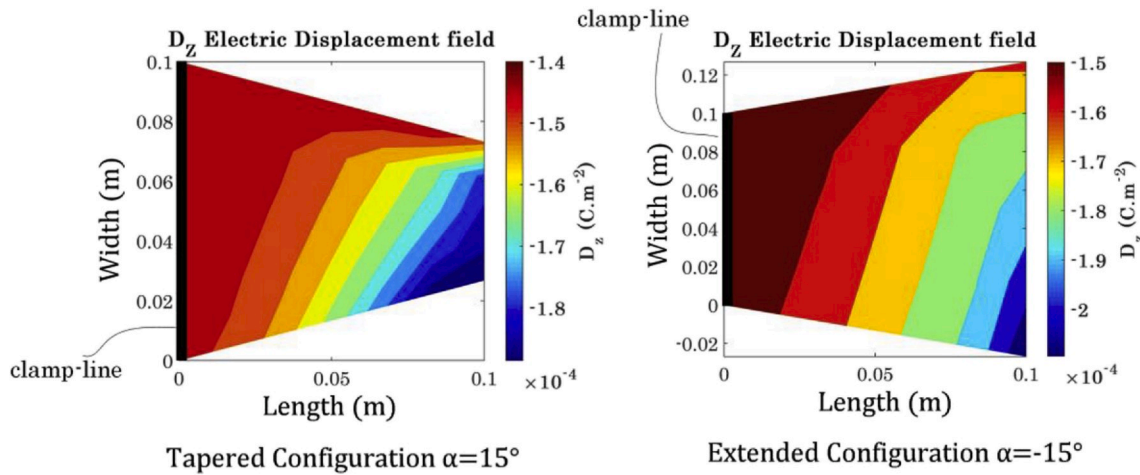 clamp-line
D_Z Electric Displacement field
0.1
0.08
0.06
0.04
0.02
0
Width (m)
0
0.05
0.1
Length (m)
-1.4
-1.5
-1.6
-1.7
-1.8
×10⁻⁴
D_z (C.m⁻²)
clamp-line
Tapered Configuration α=15°
D_Z Electric Displacement field
0.12
0.1
0.08
0.06
0.04
0.02
0
-0.02
Width (m)
0
0.05
0.1
Length (m)
-1.5
-1.6
-1.7
-1.8
-1.9
-2
×10⁻⁴
D_z (C.m⁻²)
Extended Configuration α=-15°